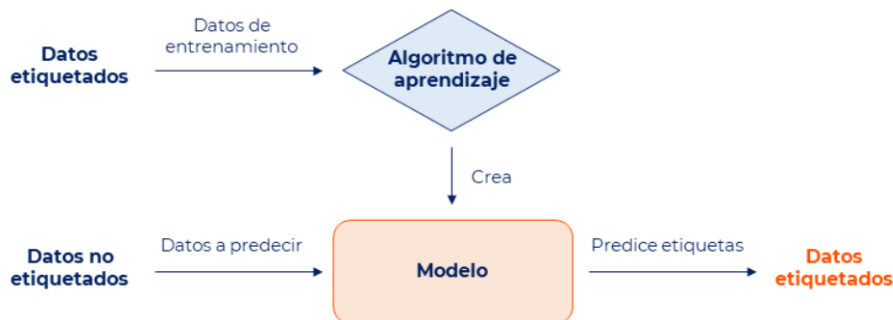 Datos
etiquetados
Datos de
entrenamiento
Algoritmo de
aprendizaje
Crea
Datos no
etiquetados
Datos a predecir
Modelo
Predice etiquetas
Datos
etiquetados